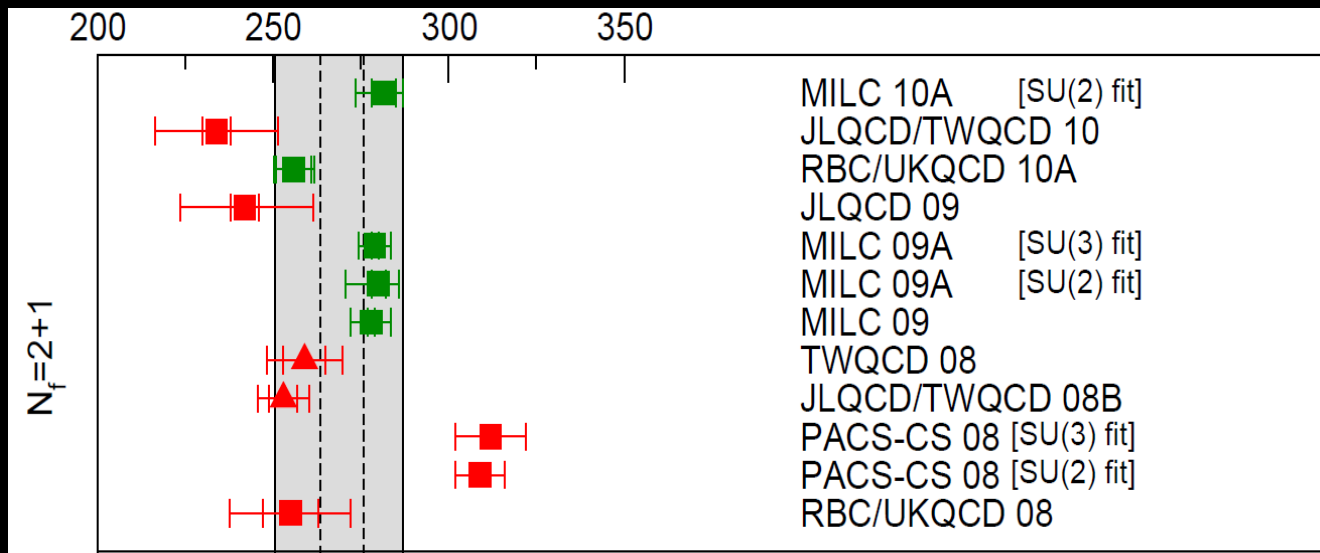 200 250 300 350
MILC 10A [SU(2) fit]
JLQCD/TWQCD 10
RBC/UKQCD 10A
JLQCD 09
MILC 09A [SU(3) fit]
MILC 09A [SU(2) fit]
MILC 09
TWQCD 08
JLQCD/TWQCD 08B
PACS-CS 08 [SU(3) fit]
PACS-CS 08 [SU(2) fit]
RBC/UKQCD 08
N_f=2+1